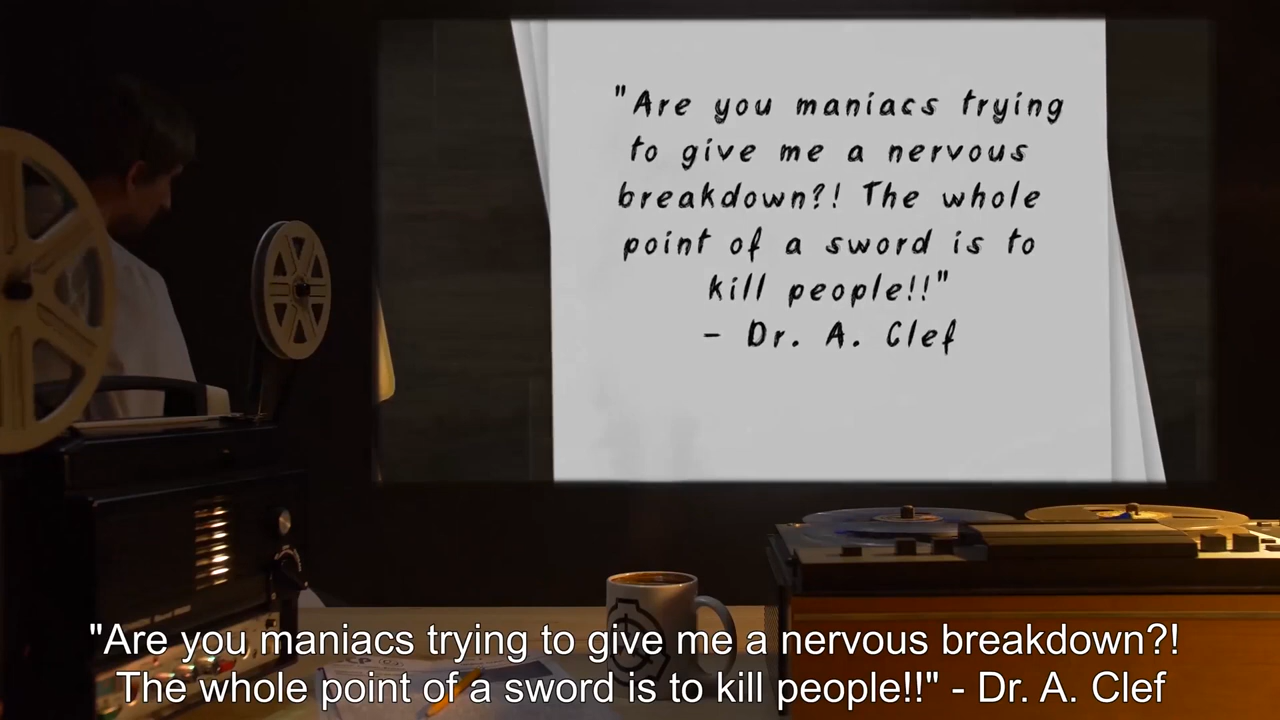 "Are you maniacs trying
to give me a nervous
breakdown?! The whole
point of a sword is to
kill people!!"
- Dr. A. Clef
"Are you maniacs trying to give me a nervous breakdown?!
The whole point of a sword is to kill people!!" - Dr. A. Clef